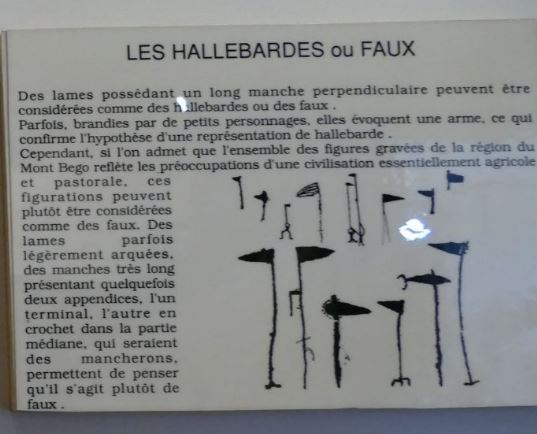 LES HALLEBARDES ou FAUX
Des lames possédant un long manche perpendiculaire peuvent être
considérées comme des hallebardes ou des faux .
Parfois, brandies par de petits personnages, elles évoquent une arme, ce qui
confirme l'hypothèse d'une représentation de hallebarde .
Cependant, si l'on admet que l'ensemble des figures gravées de la région du
Mont Bego reflète les préoccupations d'une civilisation essentiellement agricole
et pastorale, ces
figurations peuvent
plutôt être considérées
comme des faux. Des
lames parfois
légèrement arquées,
des manches très long
présentant quelquefois
deux appendices, l'un
terminal, l'autre en
crochet dans la partie
médiane, qui seraient
des mancherons,
permettent de penser
qu'il s'agit plutôt de
faux .